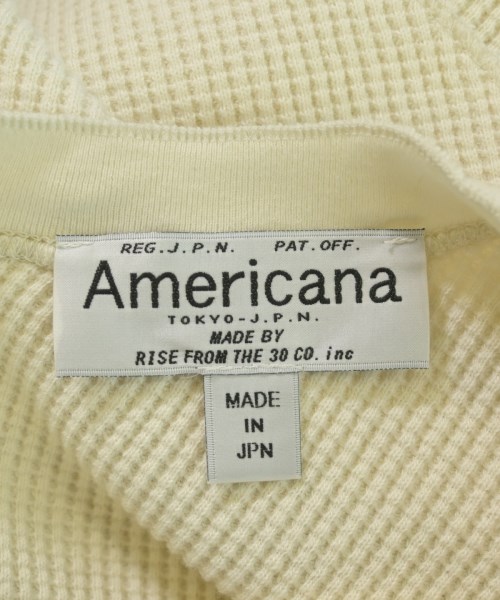 REG.J.P.N. PAT.OFF.
Americana
TOKYO-J.P.N.
MADE BY
RISE FROM THE 30 CO. inc
MADE
IN
JPN